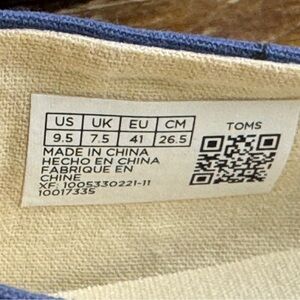 US UK EU CM TOMS
9.5 7.5 41 26.5
MADE IN CHINA
HECHO EN CHINA
FABRIQUE EN
CHINE
XF: 1005330221-11
10017335